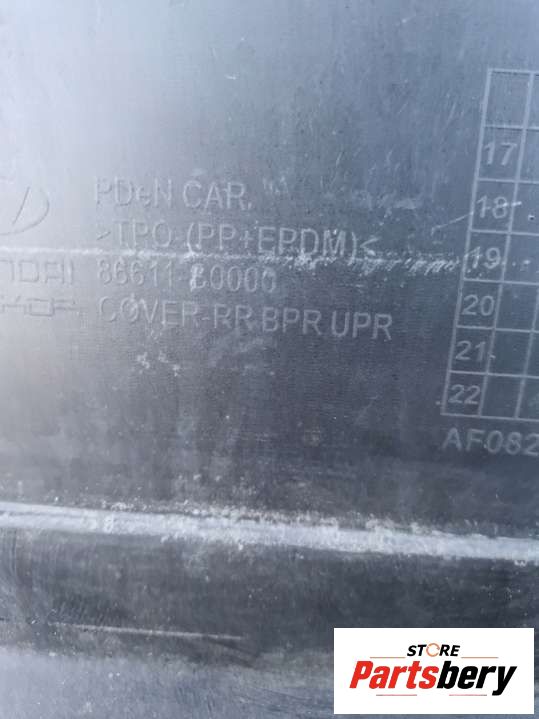 PDeN CAR.
>TPO (PP+EPDM)<
86611-
COVER-RR BPR UPR
17
18
19
20
21
22
AF082
STORE
Partsbery